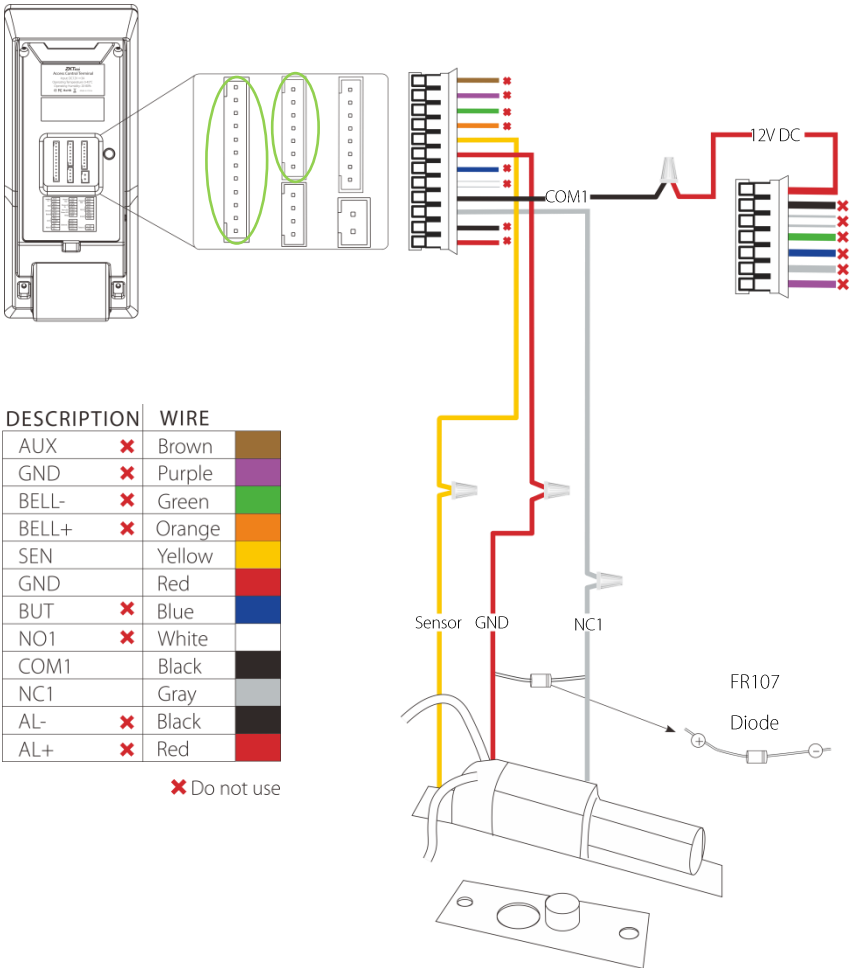 ZKTeco
Access Control Terminal
COM1
12V DC
DESCRIPTION WIRE
AUX Brown
GND Purple
BELL- Green
BELL+ Orange
SEN Yellow
GND Red
BUT Blue
NO1 White
COM1 Black
NC1 Gray
AL- Black
AL+ Red
Do not use
Sensor GND NC1
FR107
Diode
+
-